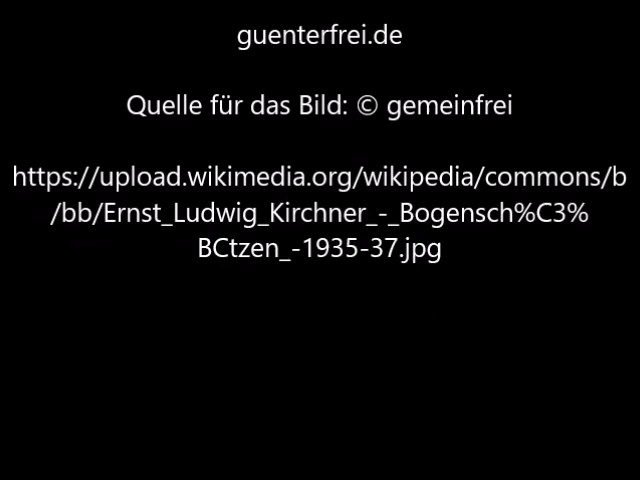 guenterfrei.de
Quelle für das Bild: © gemeinfrei
https://upload.wikimedia.org/wikipedia/commons/b
/bb/Ernst_Ludwig_Kirchner_-_Bogensch%C3%
BCtzen_-1935-37.jpg